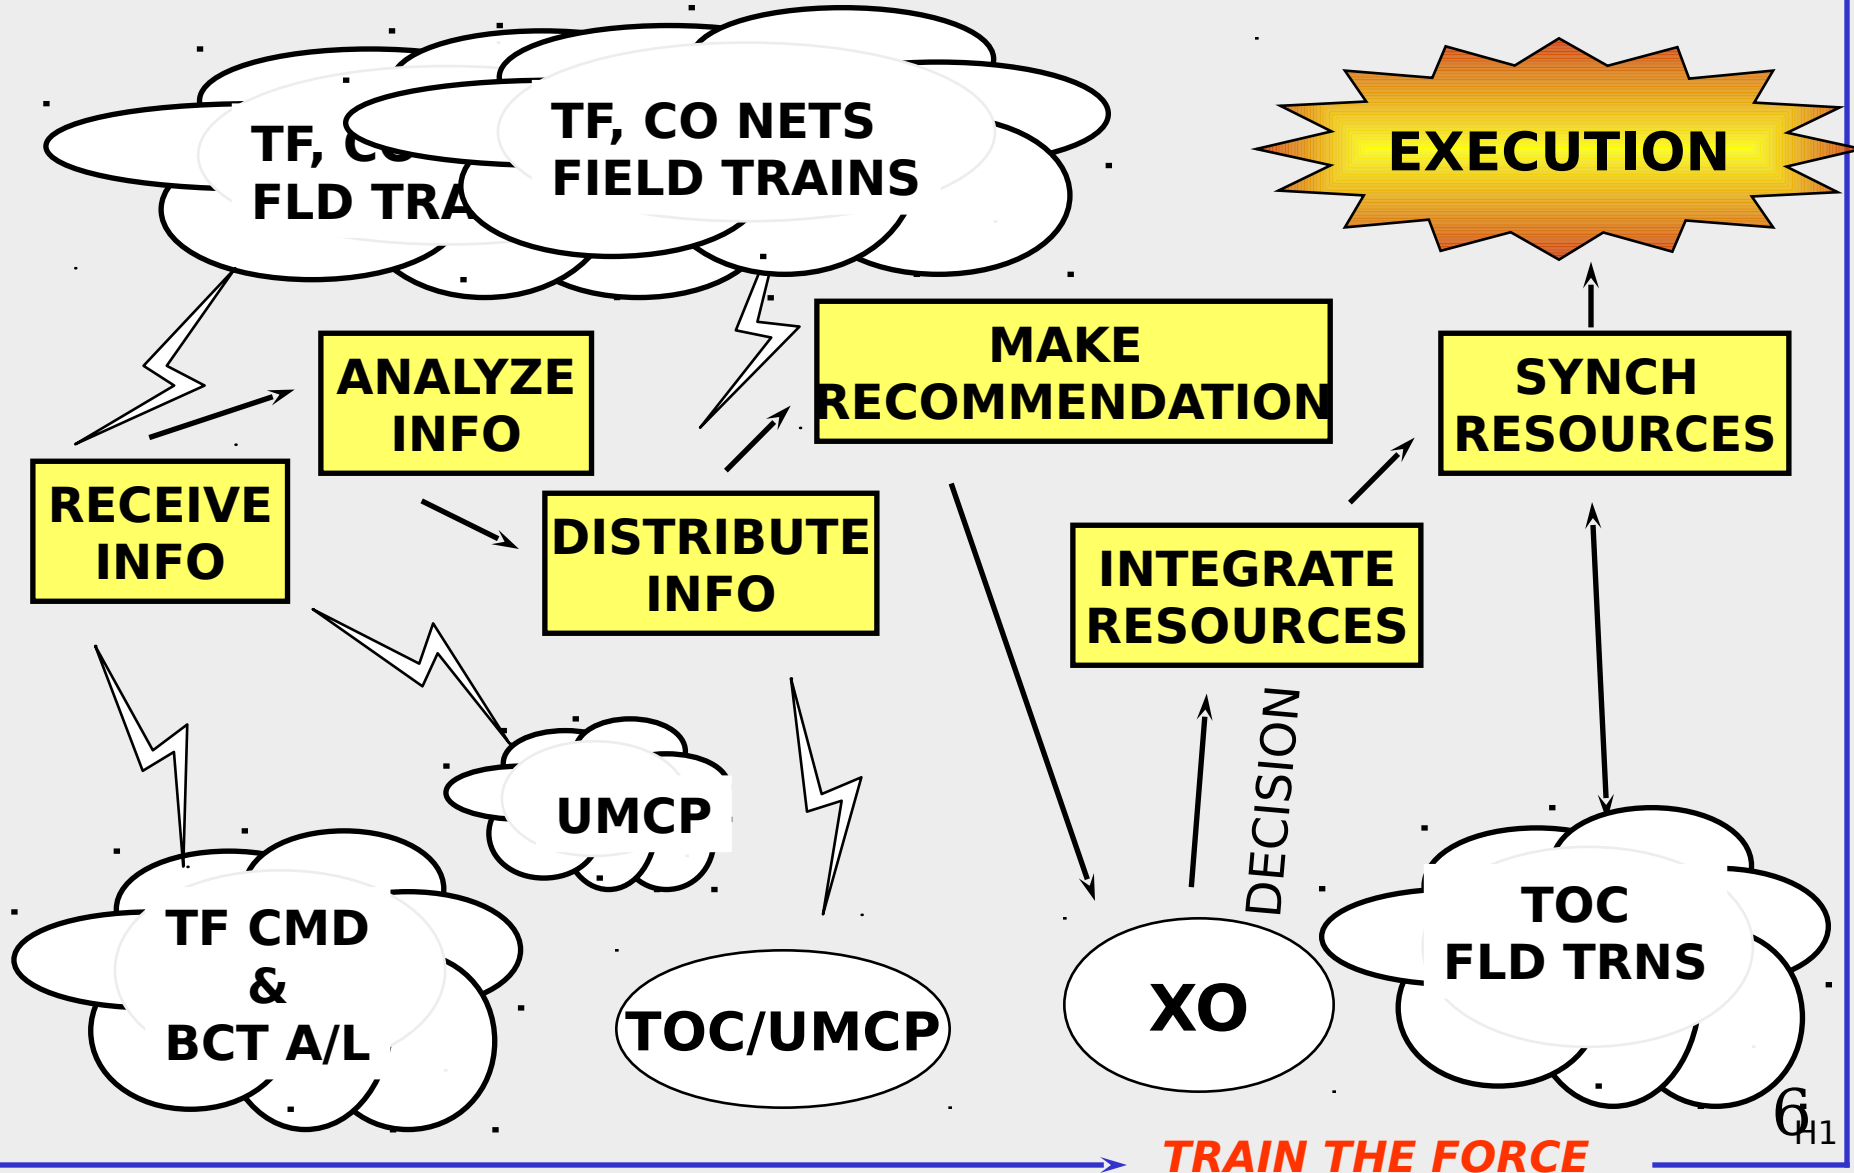 TF, CO
FLD TRA
TF, CO NETS
FIELD TRAINS
EXECUTION
ANALYZE
INFO
MAKE
RECOMMENDATION
SYNCH
RESOURCES
RECEIVE
INFO
DISTRIBUTE
INFO
INTEGRATE
RESOURCES
DECISION
UMCP
TF CMD
&
BCT A/L
TOC/UMCP
XO
TOC
FLD TRNS
6
H1
TRAIN THE FORCE